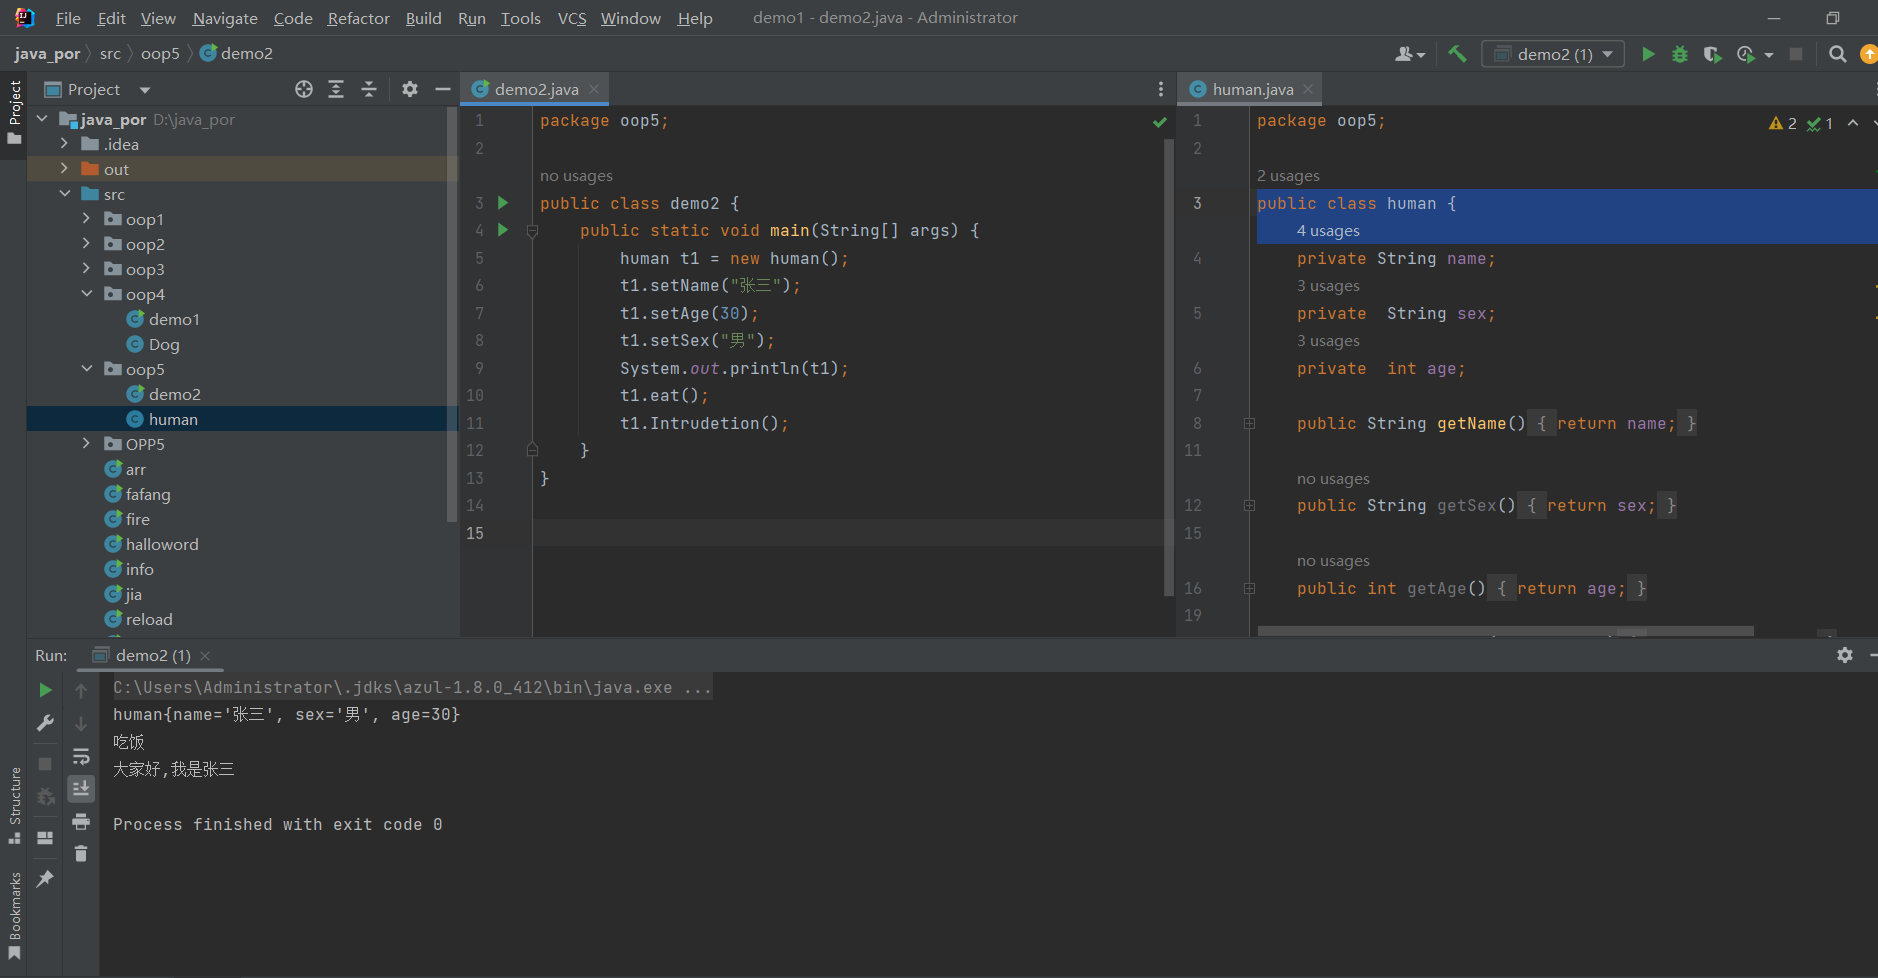 File Edit View Navigate Code Refactor Build Run Tools VCS Window Help demo1 - demo2.java - Administrator
java_por src oop5 demo2 demo2 (1)
Project
Project
java_por D:\java_por
.idea
out
src
oop1
oop2
oop3
oop4
demo1
Dog
oop5
demo2
human
OPP5
arr
fafang
fire
halloword
info
jia
reload
demo2.java
1 package oop5;
2
no usages
3 public class demo2 {
4 public static void main(String[] args) {
5 human t1 = new human();
6 t1.setName("张三");
7 t1.setAge(30);
8 t1.setSex("男");
9 System.out.println(t1);
10 t1.eat();
11 t1.Intrudetion();
12 }
13 }
14
15
human.java
1 package oop5;
2 1
2
2 usages
3 public class human {
4 usages
4 private String name;
3 usages
5 private  String sex;
3 usages
6 private  int age;
7
8 public String getName() { return name; }
11
no usages
12 public String getSex() { return sex; }
15
no usages
16 public int getAge() { return age; }
19
Run: demo2 (1)
C:\Users\Administrator\.jdks\azul-1.8.0_412\bin\java.exe ...
human{name='张三', sex='男', age=30}
吃饭
大家好,我是张三
Process finished with exit code 0
Structure
Bookmarks